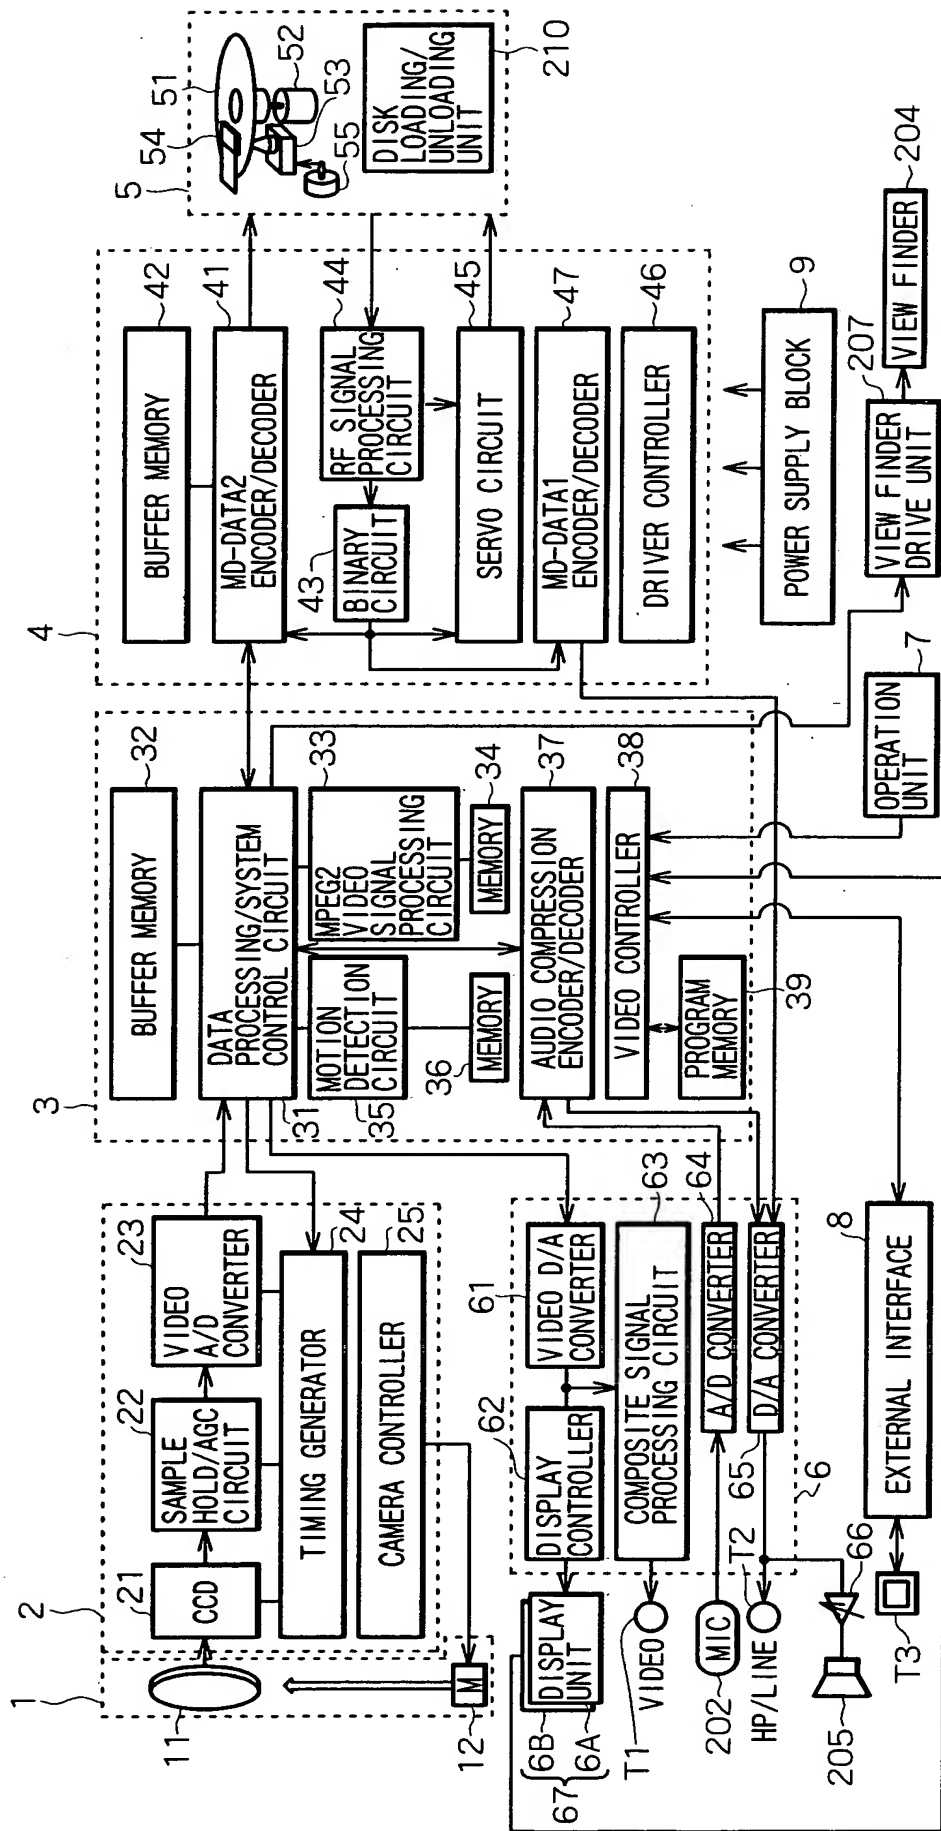 1
2
11
12
M
21
CCD
22
SAMPLE
HOLD/AGC
CIRCUIT
23
VIDEO
A/D
CONVERTER
24
TIMING GENERATOR
25
CAMERA CONTROLLER
3
32
BUFFER MEMORY
31
DATA
PROCESSING/SYSTEM
CONTROL CIRCUIT
33
MPEG2
VIDEO
SIGNAL
PROCESSING
CIRCUIT
34
MEMORY
35
MOTION
DETECTION
CIRCUIT
36
MEMORY
37
AUDIO COMPRESSION
ENCODER/DECODER
38
VIDEO CONTROLLER
39
PROGRAM
MEMORY
4
42
BUFFER MEMORY
41
MD-DATA2
ENCODER/DECODER
44
RF SIGNAL
PROCESSING
CIRCUIT
43
BINARY
CIRCUIT
45
SERVO CIRCUIT
47
MD-DATA1
ENCODER/DECODER
46
DRIVER CONTROLLER
5
54
51
52
53
55
DISK
LOADING/
UNLOADING
UNIT
210
9
POWER SUPPLY BLOCK
207
VIEW FINDER
DRIVE UNIT
204
VIEW FINDER
7
OPERATION
UNIT
61
VIDEO D/A
CONVERTER
62
DISPLAY
CONTROLLER
63
COMPOSITE SIGNAL
PROCESSING CIRCUIT
64
A/D CONVERTER
65
D/A CONVERTER
6
6B
6A
67
DISPLAY
UNIT
T1
VIDEO
202
MIC
T2
HP/LINE
205
66
T3
8
EXTERNAL INTERFACE